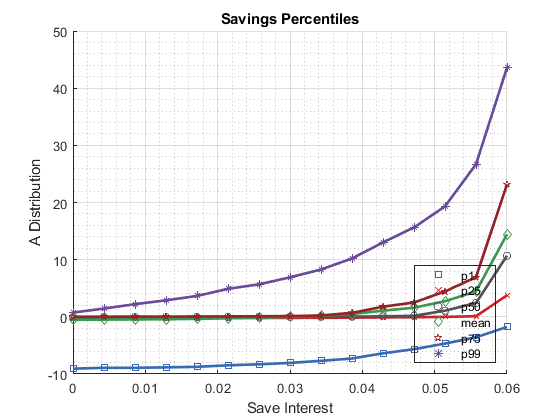 Savings Percentiles
50
40
30
20
10
0
-10
A Distribution
0
0.01
0.02
0.03
0.04
0.05
0.06
Save Interest
p1
p25
p50
mean
p75
p99